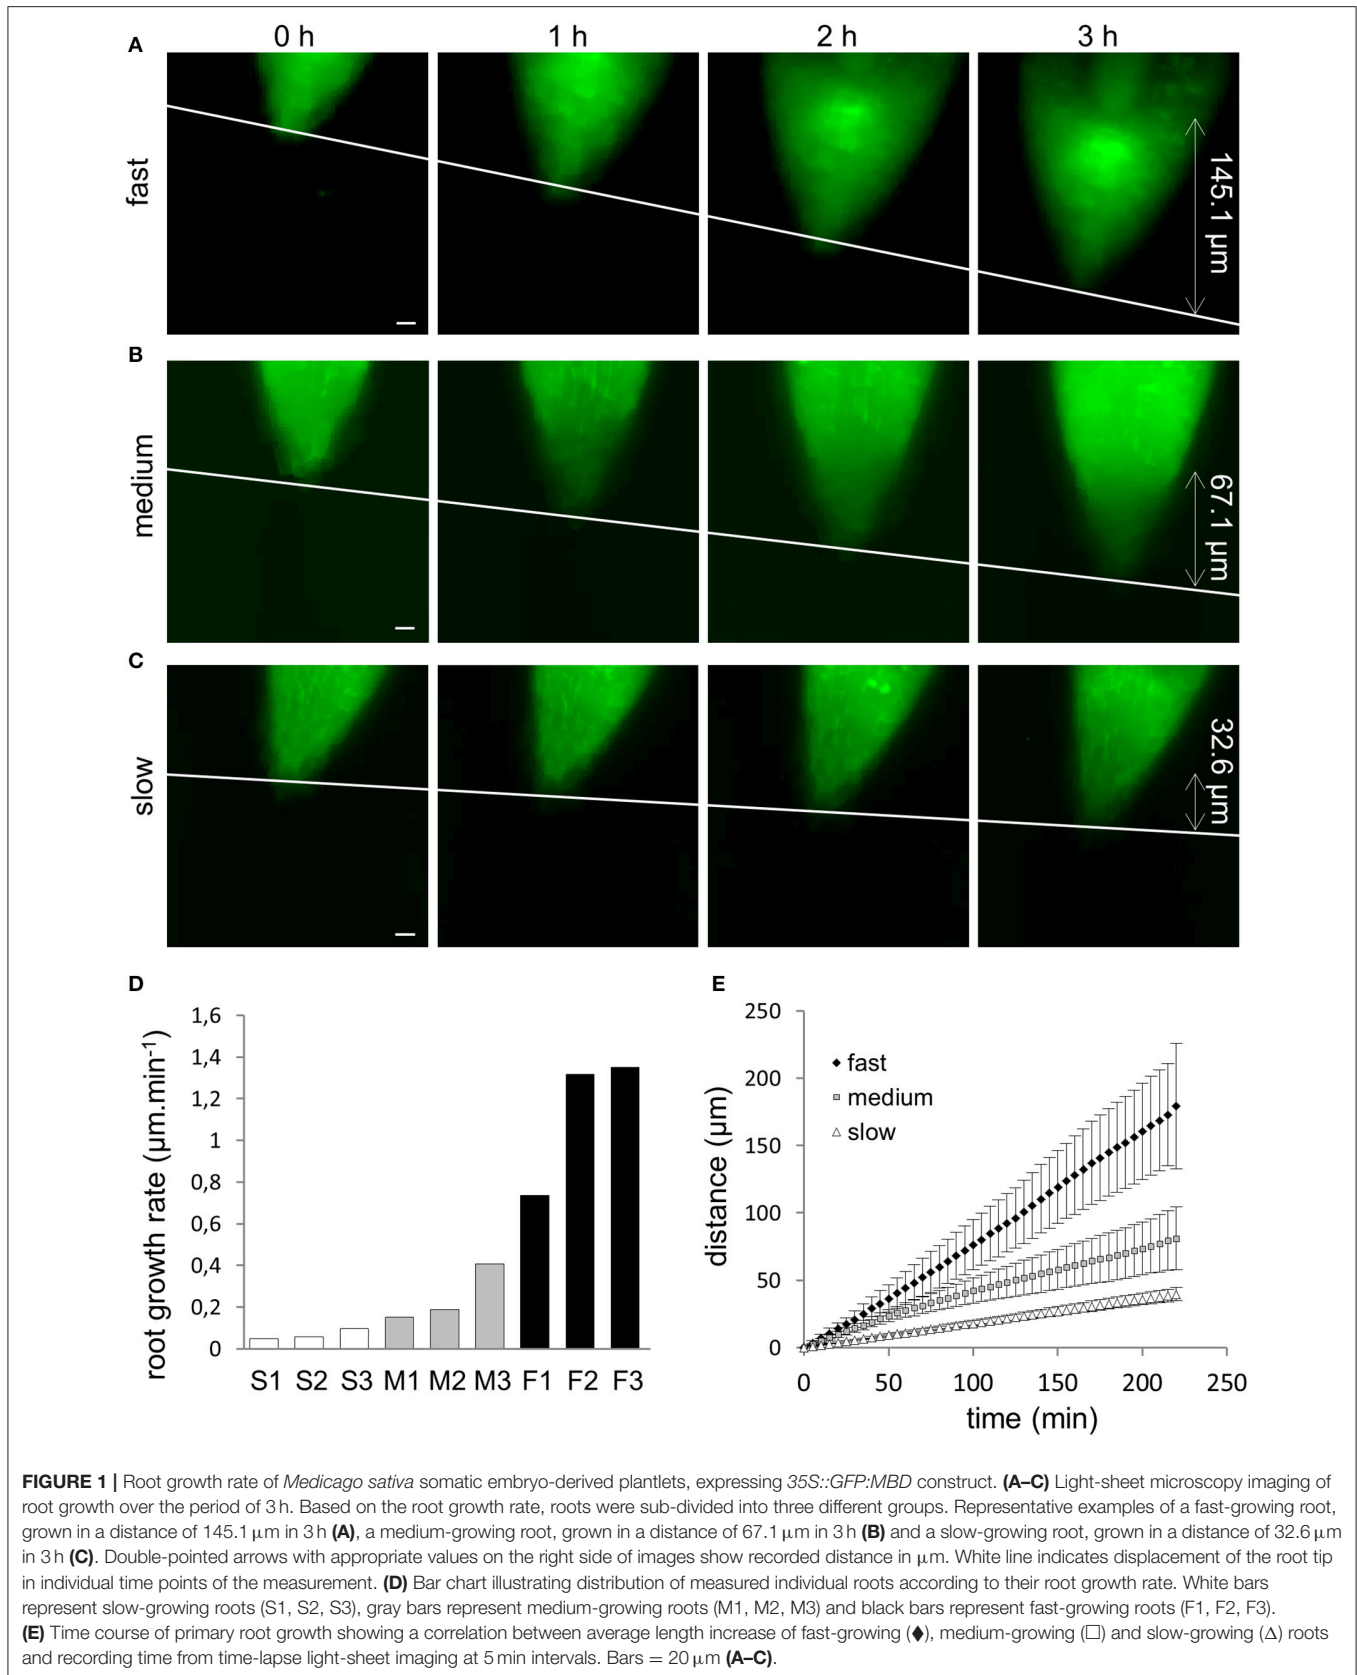 A
0 h
1 h
2 h
3 h
fast
145.1 µm
B
medium
67.1 µm
C
slow
32.6 µm
D
1,6
1,4
1,2
1
0,8
0,6
0,4
0,2
0
root growth rate (µm.min⁻¹)
S1 S2 S3 M1 M2 M3 F1 F2 F3
E
250
200
150
100
50
0
distance (µm)
♦ fast
medium
△ slow
0 50 100 150 200 250
time (min)
FIGURE 1 | Root growth rate of Medicago sativa somatic embryo-derived plantlets, expressing 35S::GFP:MBD construct. (A–C) Light-sheet microscopy imaging of
root growth over the period of 3 h. Based on the root growth rate, roots were sub-divided into three different groups. Representative examples of a fast-growing root,
grown in a distance of 145.1 µm in 3 h (A), a medium-growing root, grown in a distance of 67.1 µm in 3 h (B) and a slow-growing root, grown in a distance of 32.6 µm
in 3 h (C). Double-pointed arrows with appropriate values on the right side of images show recorded distance in µm. White line indicates displacement of the root tip
in individual time points of the measurement. (D) Bar chart illustrating distribution of measured individual roots according to their root growth rate. White bars
represent slow-growing roots (S1, S2, S3), gray bars represent medium-growing roots (M1, M2, M3) and black bars represent fast-growing roots (F1, F2, F3).
(E) Time course of primary root growth showing a correlation between average length increase of fast-growing (♦), medium-growing (□) and slow-growing (△) roots
and recording time from time-lapse light-sheet imaging at 5 min intervals. Bars = 20 µm (A–C).